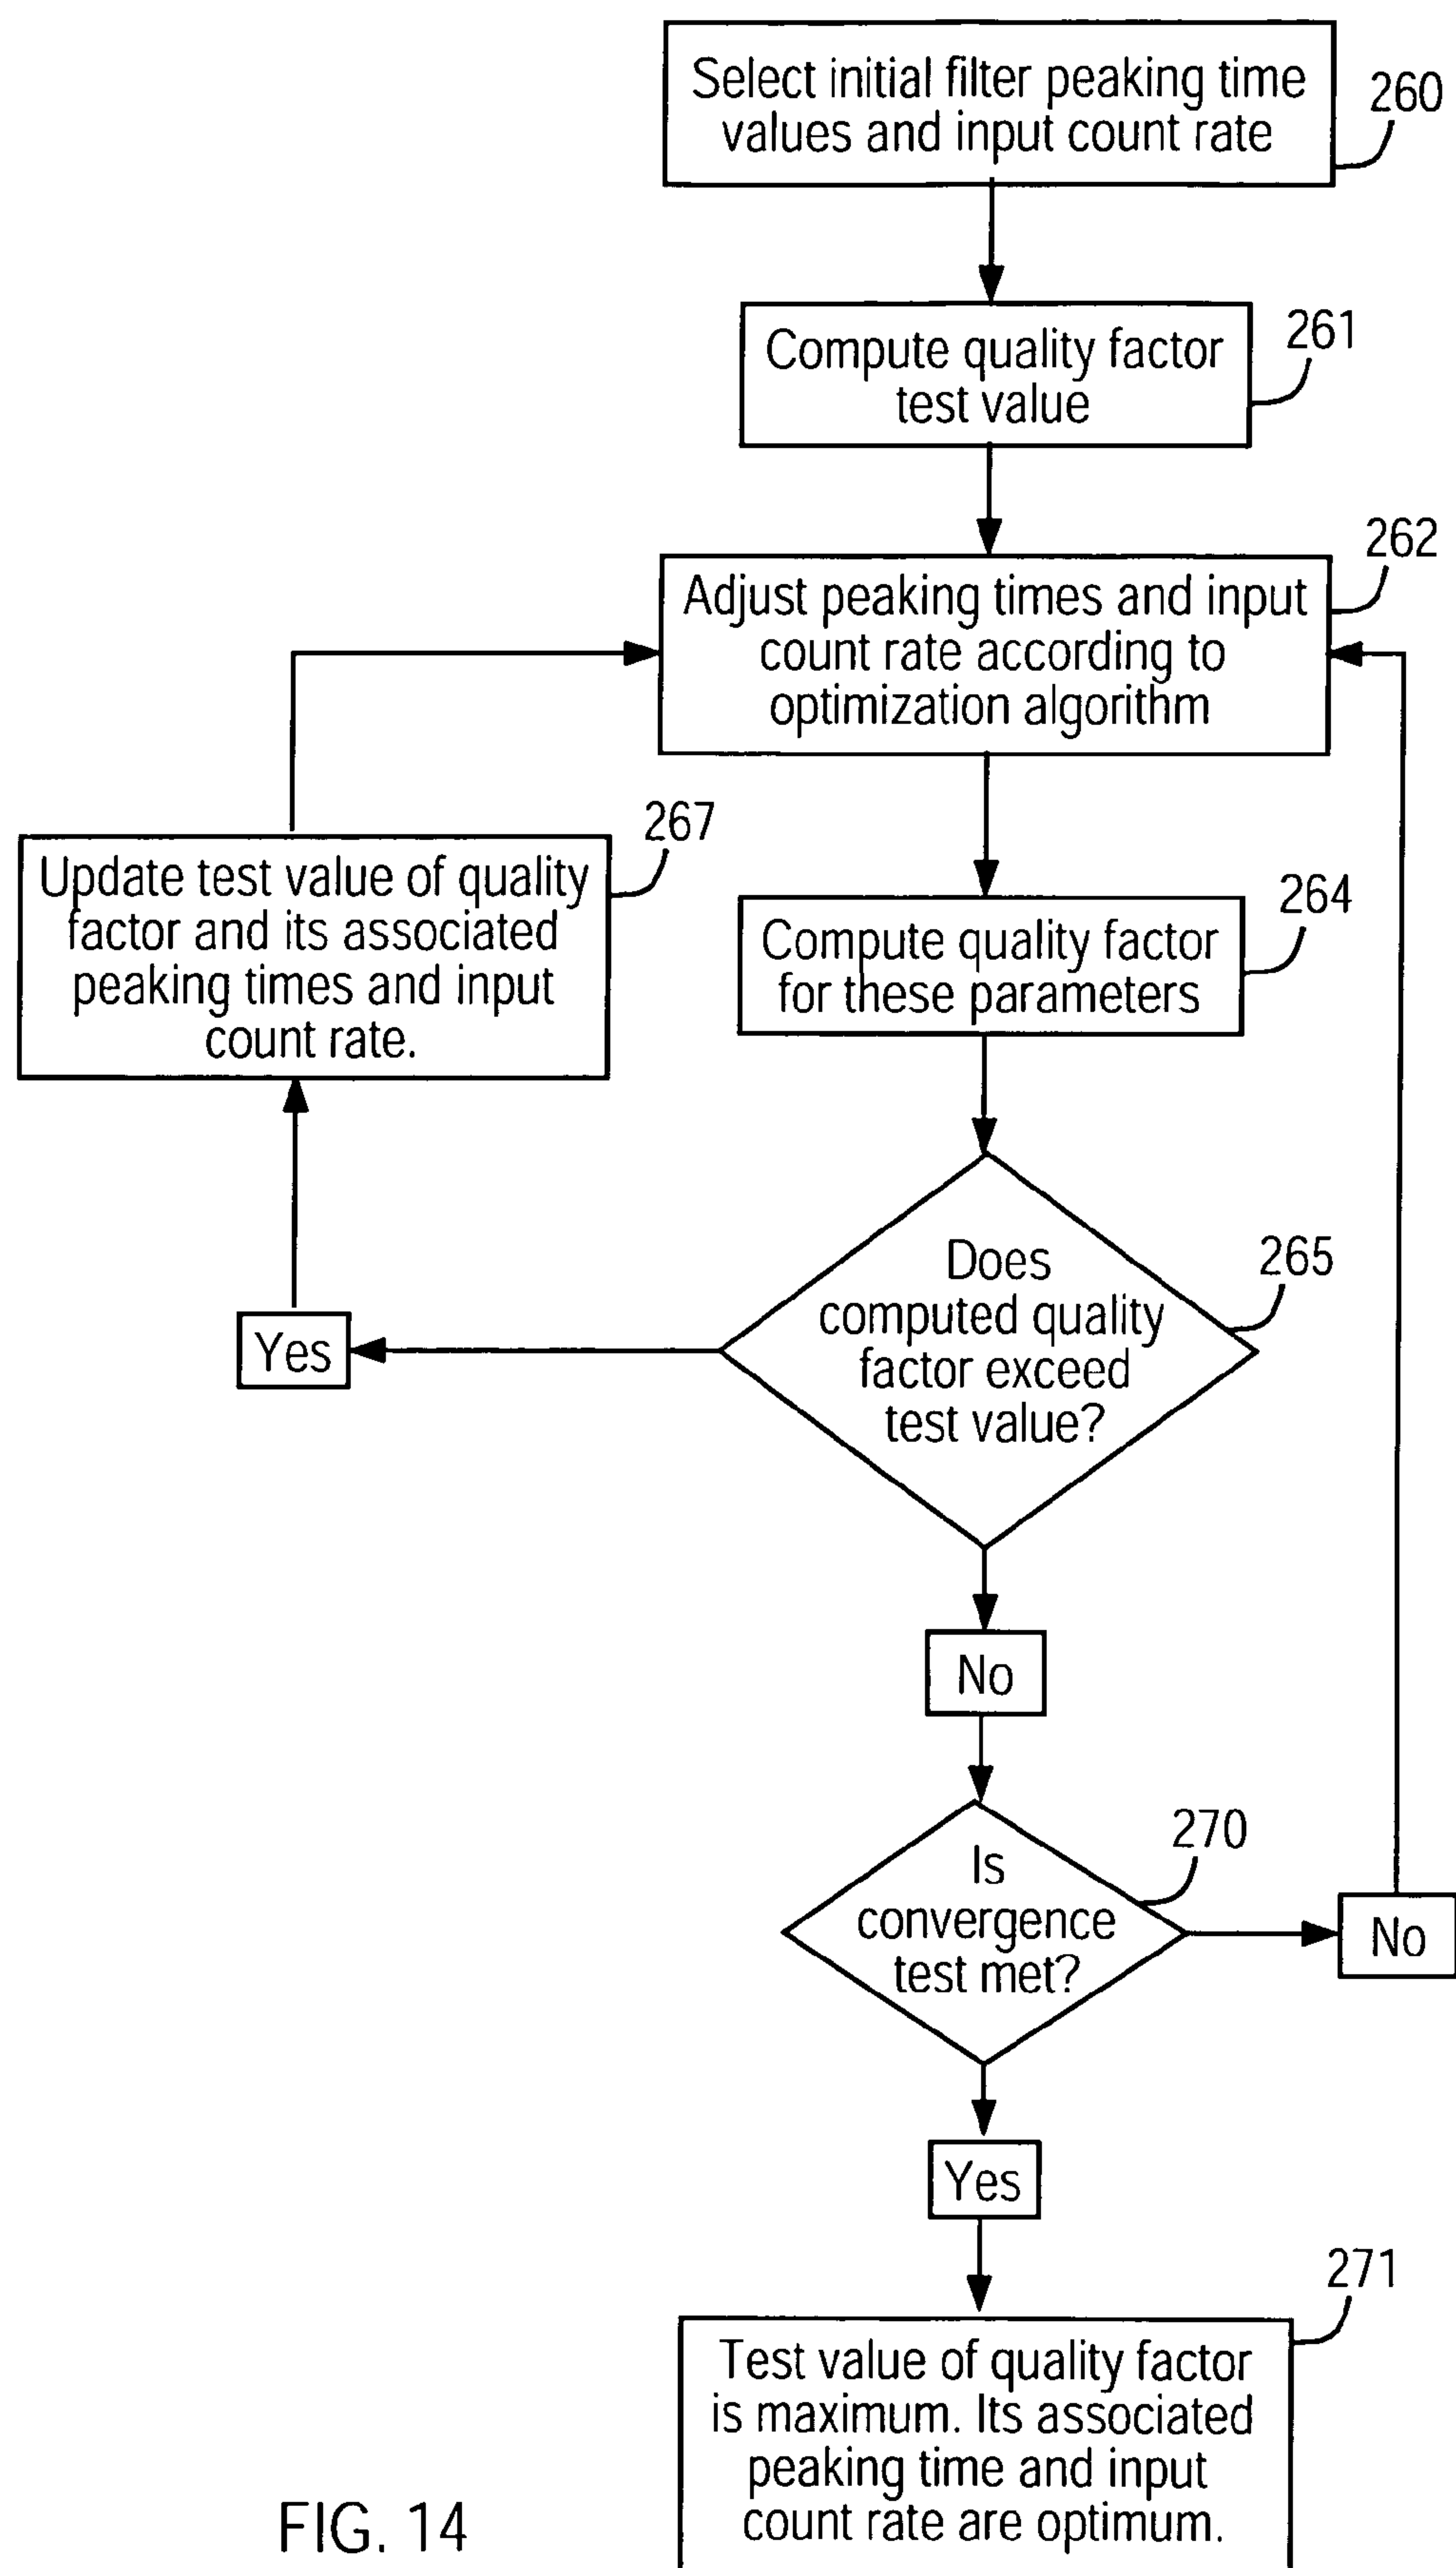 Select initial filter peaking time
values and input count rate
260
Compute quality factor
test value
261
Adjust peaking times and input
count rate according to
optimization algorithm
262
Update test value of quality
factor and its associated
peaking times and input
count rate.
267
Compute quality factor
for these parameters
264
Does
computed quality
factor exceed
test value?
265
Yes
No
Is
convergence
test met?
270
No
Yes
Test value of quality factor
is maximum. Its associated
peaking time and input
count rate are optimum.
271
FIG. 14